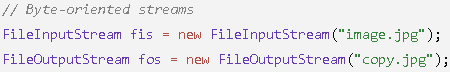 // Byte-oriented streams
FileInputStream fis = new FileInputStream("image.jpg");
FileOutputStream fos = new FileOutputStream("copy.jpg");